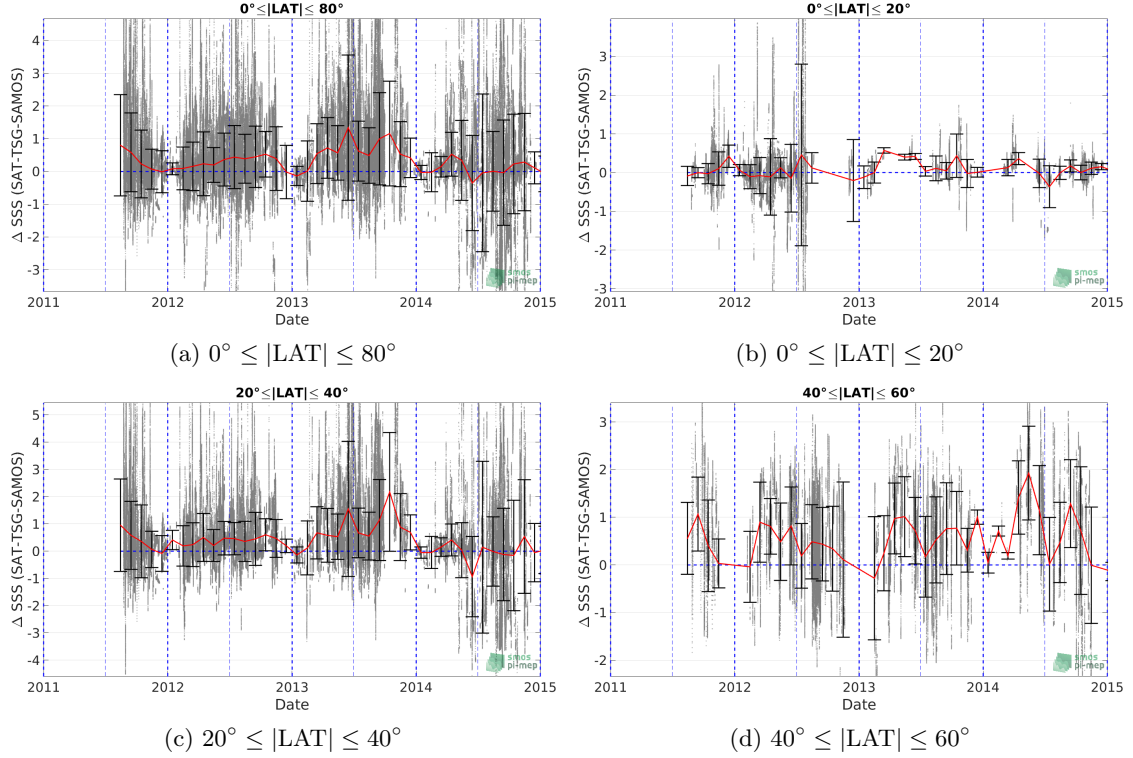 0°≤|LAT|≤ 80°
Δ SSS (SAT-TSG-SAMOS)
4
3
2
1
0
-1
-2
-3
2011
2012
2013
2014
2015
Date
smos
pi-mep
(a) 0° ≤ |LAT| ≤ 80°
0°≤|LAT|≤ 20°
Δ SSS (SAT-TSG-SAMOS)
3
2
1
0
-1
-2
-3
2011
2012
2013
2014
2015
Date
smos
pi-mep
(b) 0° ≤ |LAT| ≤ 20°
20°≤|LAT|≤ 40°
Δ SSS (SAT-TSG-SAMOS)
5
4
3
2
1
0
-1
-2
-3
-4
2011
2012
2013
2014
2015
Date
smos
pi-mep
(c) 20° ≤ |LAT| ≤ 40°
40°≤|LAT|≤ 60°
Δ SSS (SAT-TSG-SAMOS)
3
2
1
0
-1
-2
2011
2012
2013
2014
2015
Date
smos
pi-mep
(d) 40° ≤ |LAT| ≤ 60°